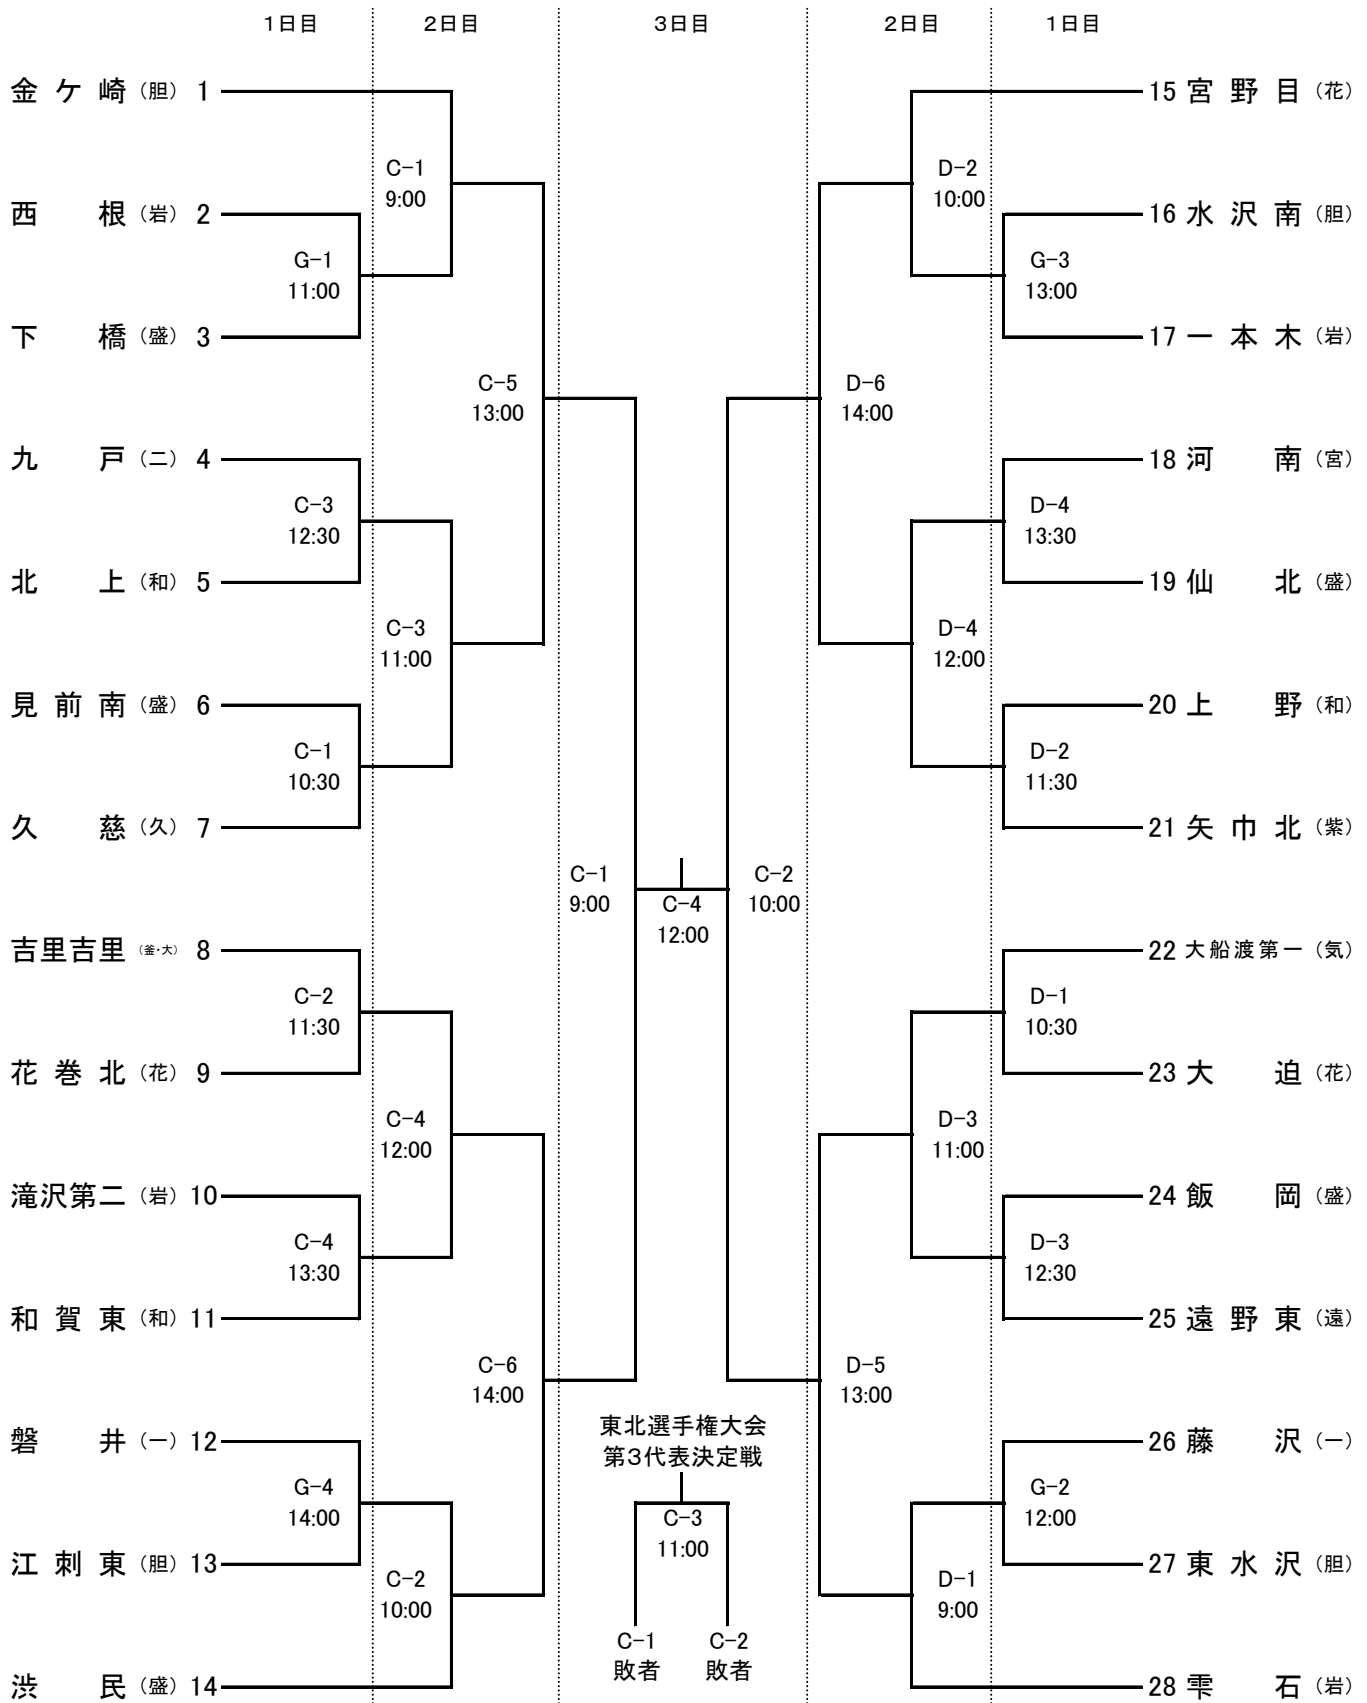 1日目 2日目 3日目 2日目 1日目
金ケ崎（胆） 1
C-1
9:00
西根（岩） 2
G-1
11:00
下橋（盛） 3
C-5
13:00
九戸（二） 4
C-3
12:30
北上（和） 5
C-3
11:00
見前南（盛） 6
C-1
10:30
久慈（久） 7
吉里吉里（釜・大） 8
C-2
11:30
花巻北（花） 9
C-4
12:00
滝沢第二（岩） 10
C-4
13:30
和賀東（和） 11
C-6
14:00
磐井（一） 12
G-4
14:00
江刺東（胆） 13
C-2
10:00
渋民（盛） 14
C-1
9:00
C-4
12:00
C-2
10:00
東北選手権大会
第3代表決定戦
C-3
11:00
C-1
敗者
C-2
敗者
15 宮野目（花）
D-2
10:00
16 水沢南（胆）
G-3
13:00
17 一本木（岩）
D-6
14:00
18 河南（宮）
D-4
13:30
19 仙北（盛）
D-4
12:00
20 上野（和）
D-2
11:30
21 矢巾北（紫）
22 大船渡第一（気）
D-1
10:30
23 大迫（花）
D-3
11:00
24 飯岡（盛）
D-3
12:30
25 遠野東（遠）
D-5
13:00
26 藤沢（一）
G-2
12:00
27 東水沢（胆）
D-1
9:00
28 雫石（岩）